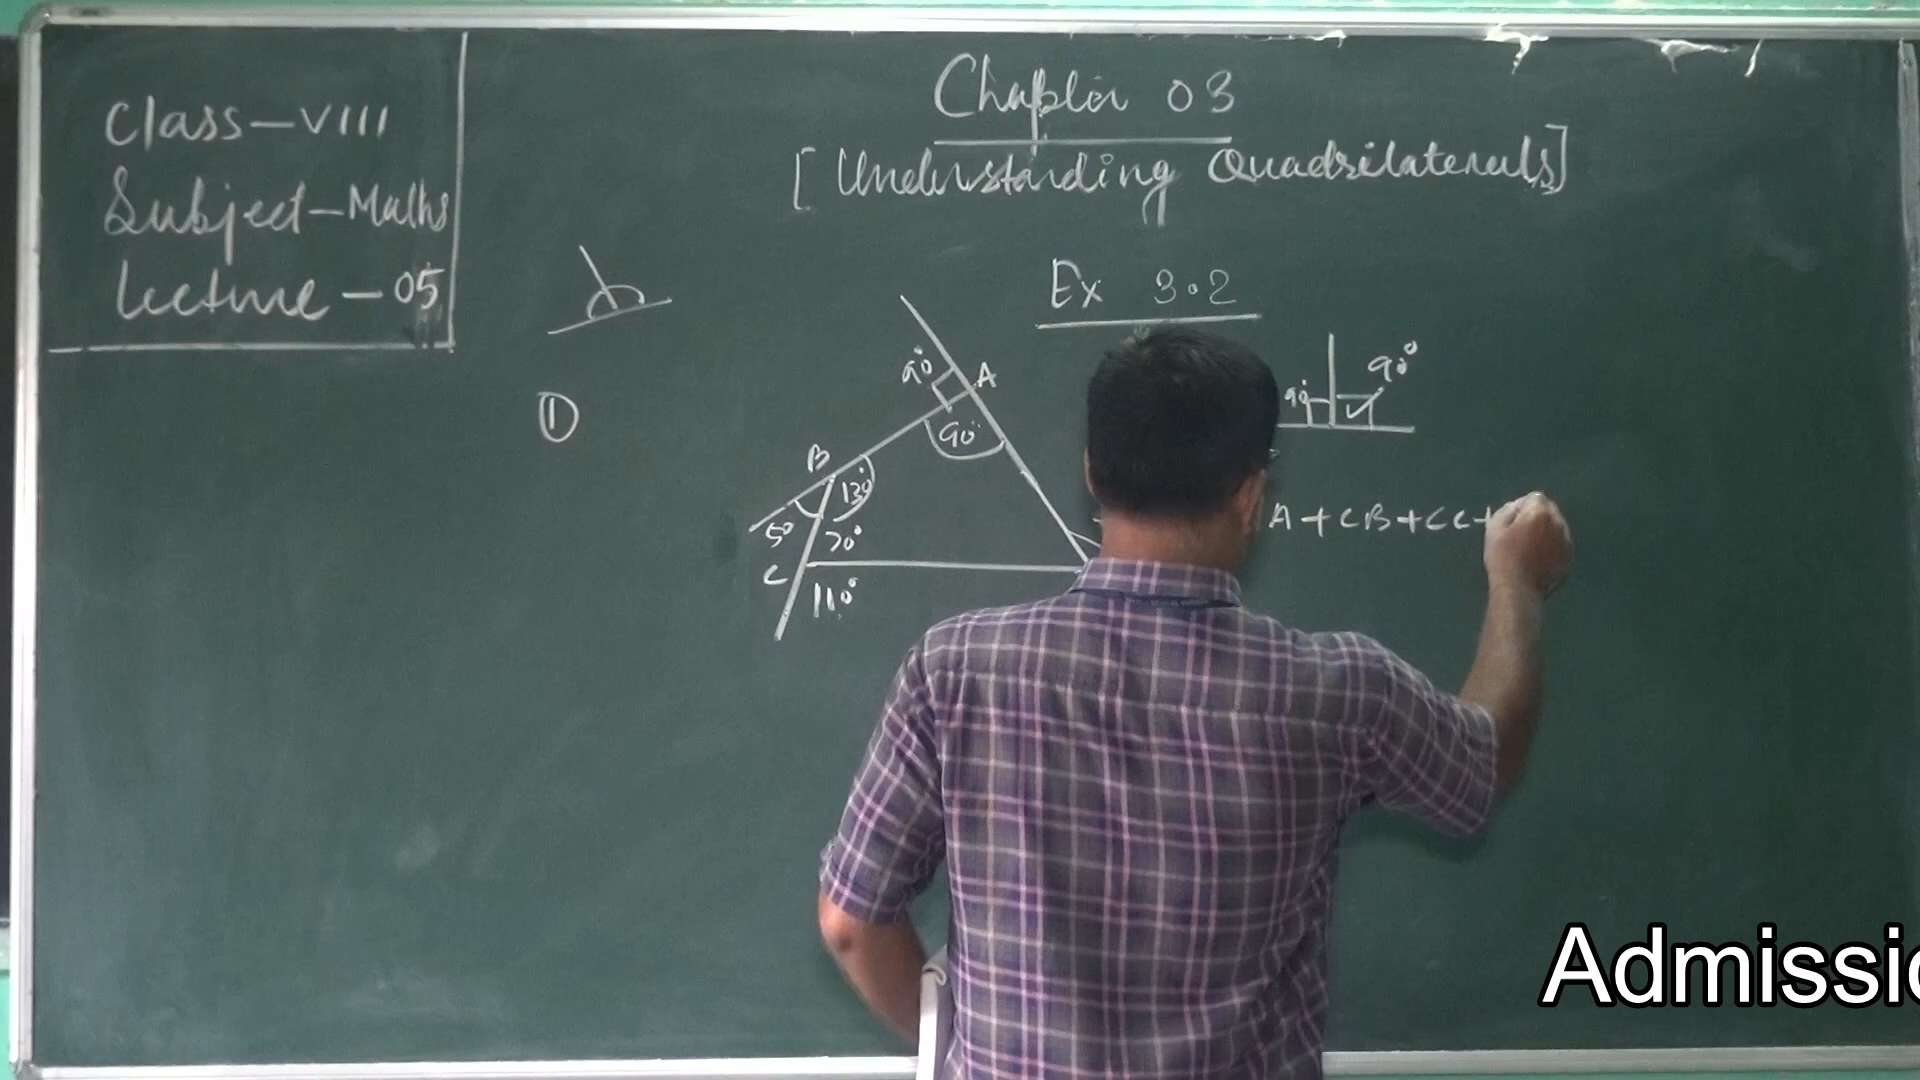 Class-VIII
Subject-Maths
Lecture-05
Chapter 03
[Understanding Quadrilaterals]
Ex 3.2
①
90°
A
90°
B
130°
50°
70°
C
110°
90°
90°
A+∠B+∠C+
Admissio